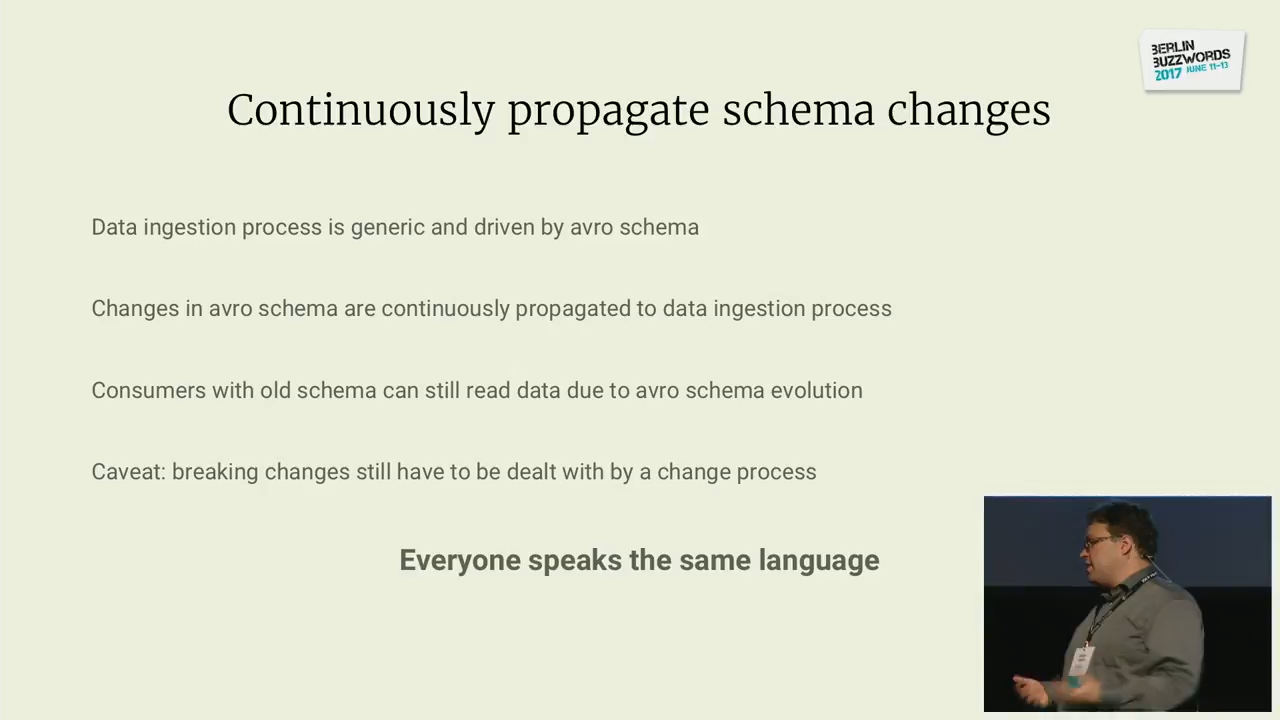 BERLIN
BUZZWORDS
2017 JUNE 11-13
Continuously propagate schema changes
Data ingestion process is generic and driven by avro schema
Changes in avro schema are continuously propagated to data ingestion process
Consumers with old schema can still read data due to avro schema evolution
Caveat: breaking changes still have to be dealt with by a change process
Everyone speaks the same language